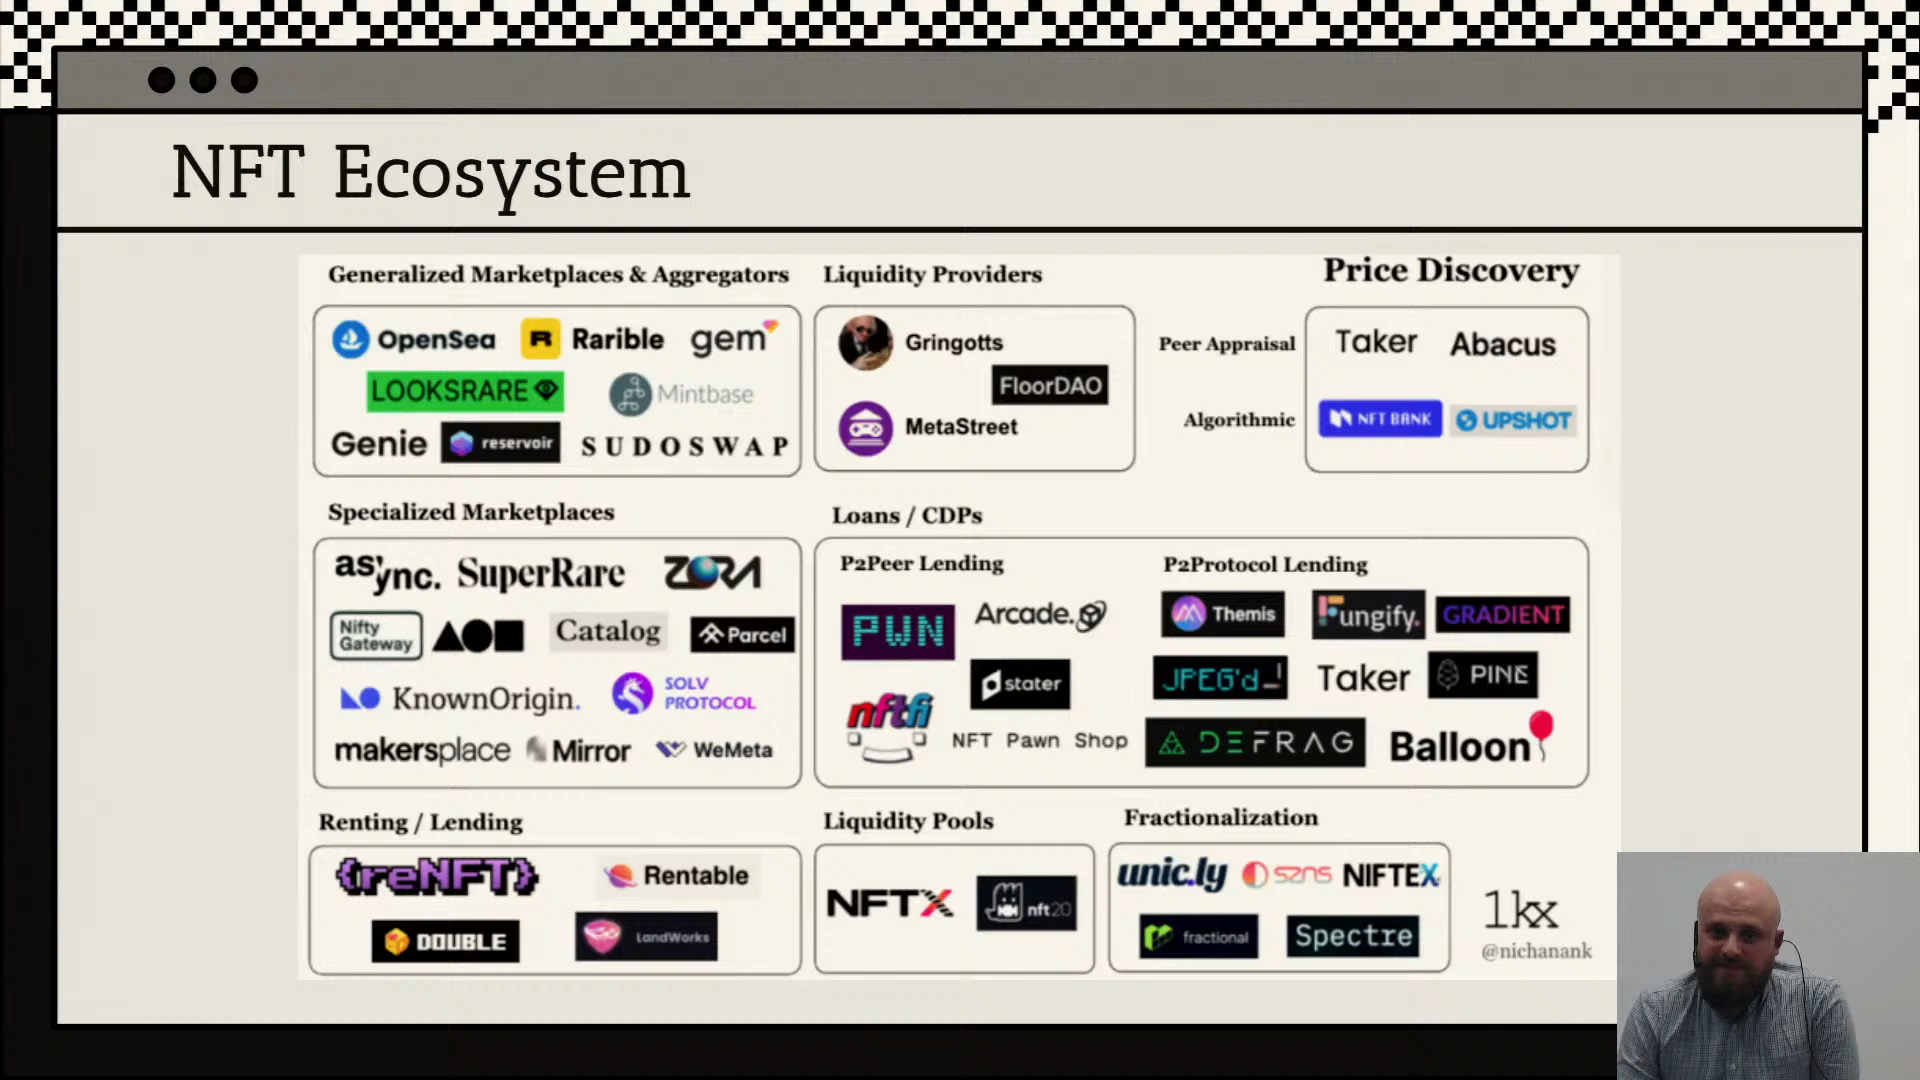 NFT Ecosystem
Generalized Marketplaces & Aggregators
OpenSea Rarible gem
LOOKSRARE Mintbase
Genie reservoir SUDOSWAP
Liquidity Providers
Gringotts
FloorDAO
MetaStreet
Price Discovery
Peer Appraisal Taker Abacus
Algorithmic NFT BANK UPSHOT
Specialized Marketplaces
async. SuperRare ZORA
Nifty Gateway Catalog Parcel
KnownOrigin. SOLV PROTOCOL
makersplace Mirror WeMeta
Loans / CDPs
P2Peer Lending
PWN Arcade.
stater
nftfi NFT Pawn Shop
P2Protocol Lending
Themis Fungify. GRADIENT
JPEG'd Taker PINE
DEFRAG Balloon
Renting / Lending
{reNFT} Rentable
DOUBLE LandWorks
Liquidity Pools
NFTX nft20
Fractionalization
unic.ly szns NIFTEX
fractional Spectre
1kx
@nichanank